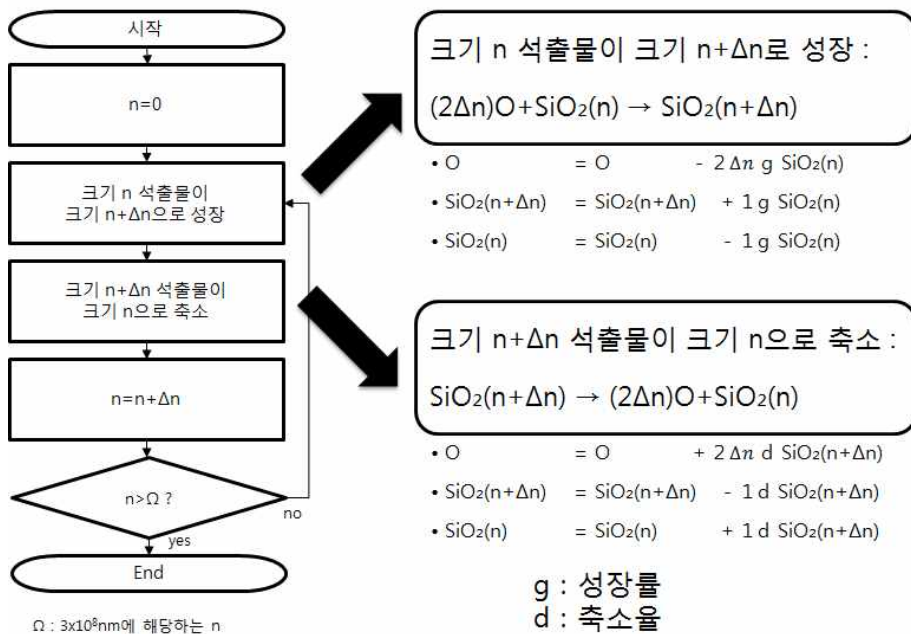 시작
n=0
크기 n 석출물이
크기 n+Δn으로 성장
크기 n+Δn 석출물이
크기 n으로 축소
n=n+Δn
n>Ω ?
no
yes
End
Ω : 3x10⁸nm에 해당하는 n
크기 n 석출물이 크기 n+Δn로 성장 :
(2Δn)O+SiO₂(n) → SiO₂(n+Δn)
• O = O - 2Δn g SiO₂(n)
• SiO₂(n+Δn) = SiO₂(n+Δn) + 1 g SiO₂(n)
• SiO₂(n) = SiO₂(n) - 1 g SiO₂(n)
크기 n+Δn 석출물이 크기 n으로 축소 :
SiO₂(n+Δn) → (2Δn)O+SiO₂(n)
• O = O + 2Δn d SiO₂(n+Δn)
• SiO₂(n+Δn) = SiO₂(n+Δn) - 1 d SiO₂(n+Δn)
• SiO₂(n) = SiO₂(n) + 1 d SiO₂(n+Δn)
g : 성장률
d : 축소율